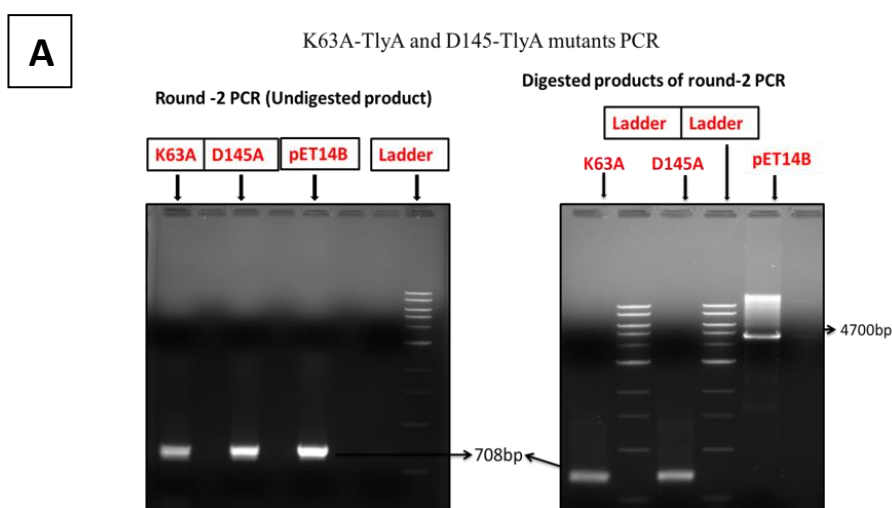 A
K63A-TlyA and D145-TlyA mutants PCR
Round -2 PCR (Undigested product)
K63A D145A pET14B Ladder
708bp
Digested products of round-2 PCR
Ladder Ladder
K63A D145A pET14B
4700bp